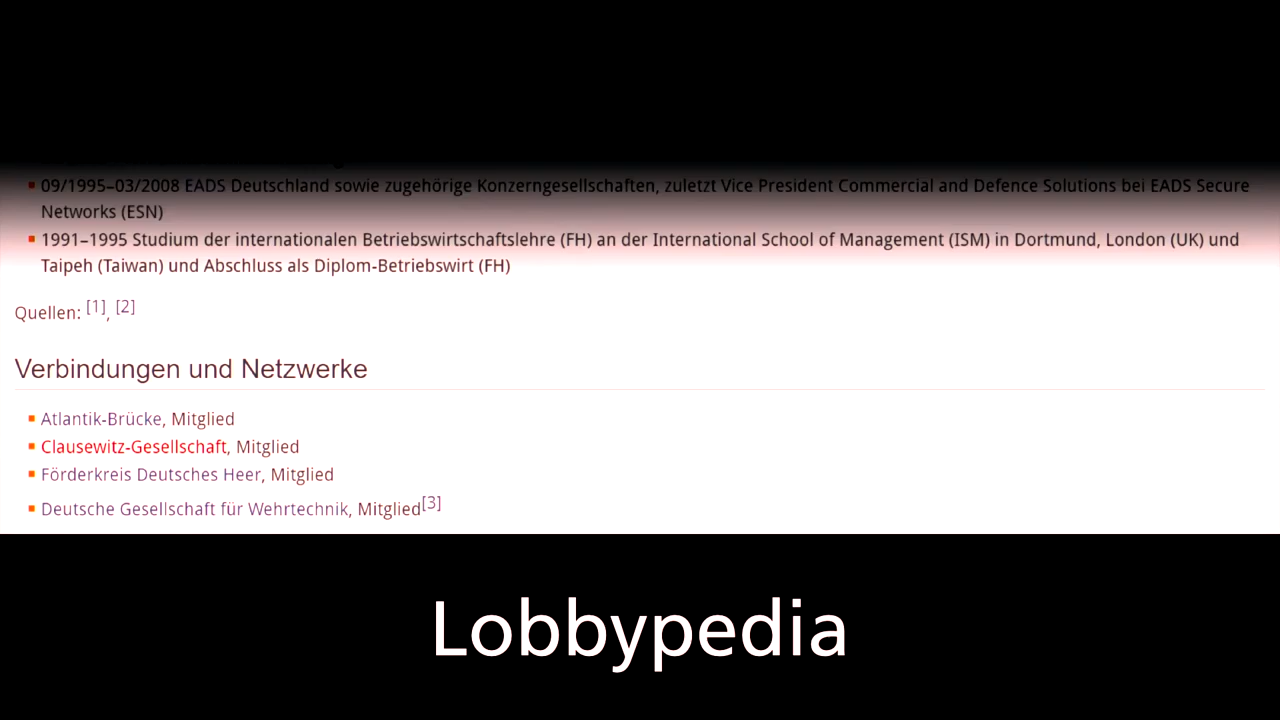 09/1995–03/2008 EADS Deutschland sowie zugehörige Konzerngesellschaften, zuletzt Vice President Commercial and Defence Solutions bei EADS Secure
Networks (ESN)
1991–1995 Studium der internationalen Betriebswirtschaftslehre (FH) an der International School of Management (ISM) in Dortmund, London (UK) und
Taipeh (Taiwan) und Abschluss als Diplom-Betriebswirt (FH)
Quellen: [1], [2]
Verbindungen und Netzwerke
Atlantik-Brücke, Mitglied
Clausewitz-Gesellschaft, Mitglied
Förderkreis Deutsches Heer, Mitglied
Deutsche Gesellschaft für Wehrtechnik, Mitglied[3]
Lobbypedia